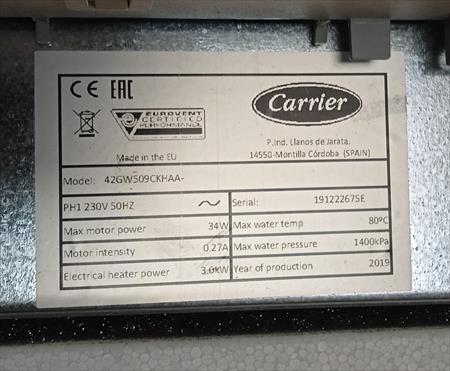 CE EAC
Carrier
EUROVENT
CERTIFIED
PERFORMANCE
P.Ind. Llanos de Jarata.
Made in the EU
14550-Montilla Córdoba (SPAIN)
Model: 42GW509CKHAA-
PH1 230V 50HZ ~ Serial: 191222675E
Max motor power 34W Max water temp 80ºC
Motor intensity 0.27A Max water pressure 1400kPa
Electrical heater power 3.0kW Year of production 2019